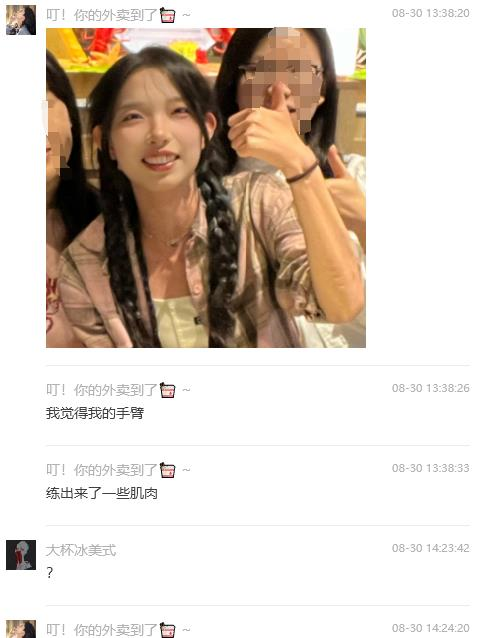 叮！你的外卖到了🥡 ~ 08-30 13:38:20
叮！你的外卖到了🥡 ~ 08-30 13:38:26
我觉得我的手臂
叮！你的外卖到了🥡 ~ 08-30 13:38:33
练出来了一些肌肉
大杯冰美式 08-30 14:23:42
?
叮！你的外卖到了🥡 ~ 08-30 14:24:20